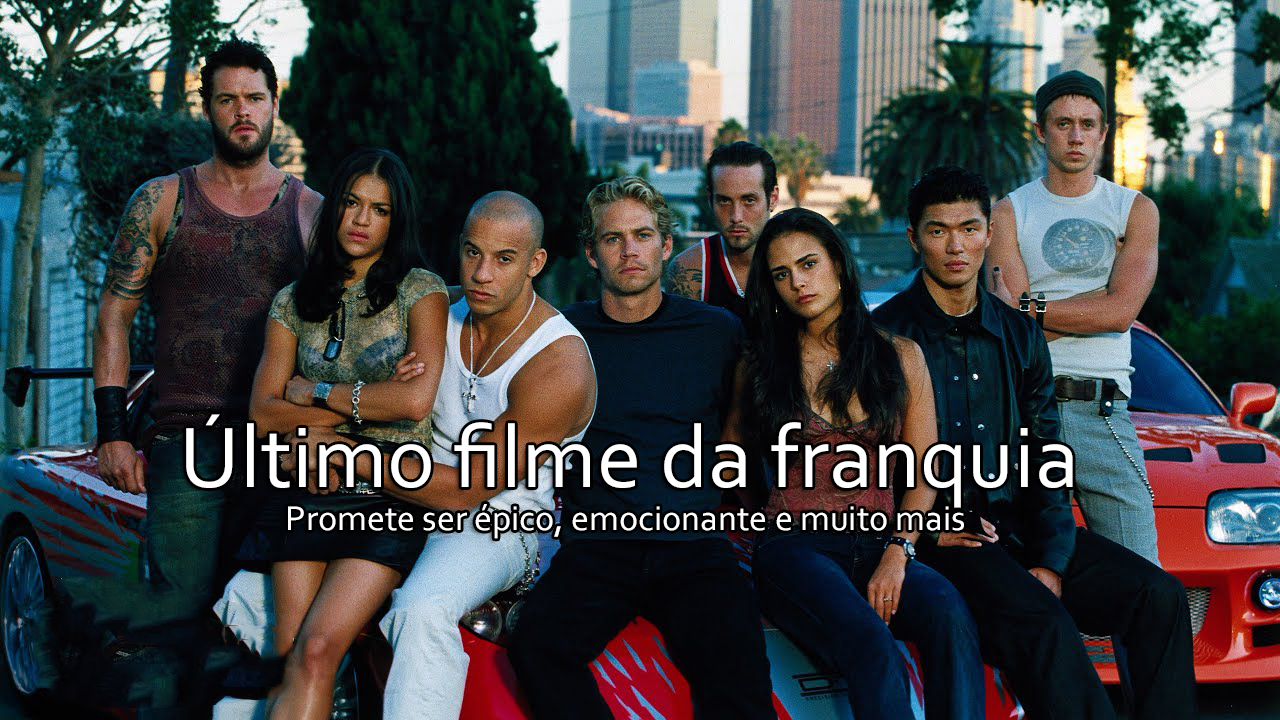 Último filme da franquia
Promete ser épico, emocionante e muito mais